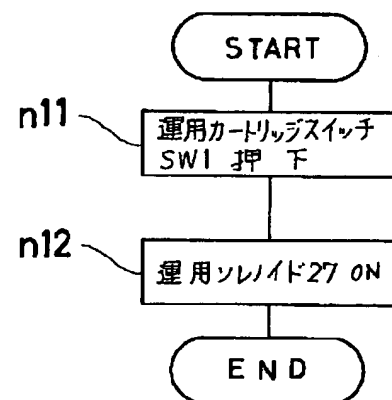 START
n11
運用カートリッジスイッチ
SW1 押 下
n12
運用ソレノイド27 ON
END